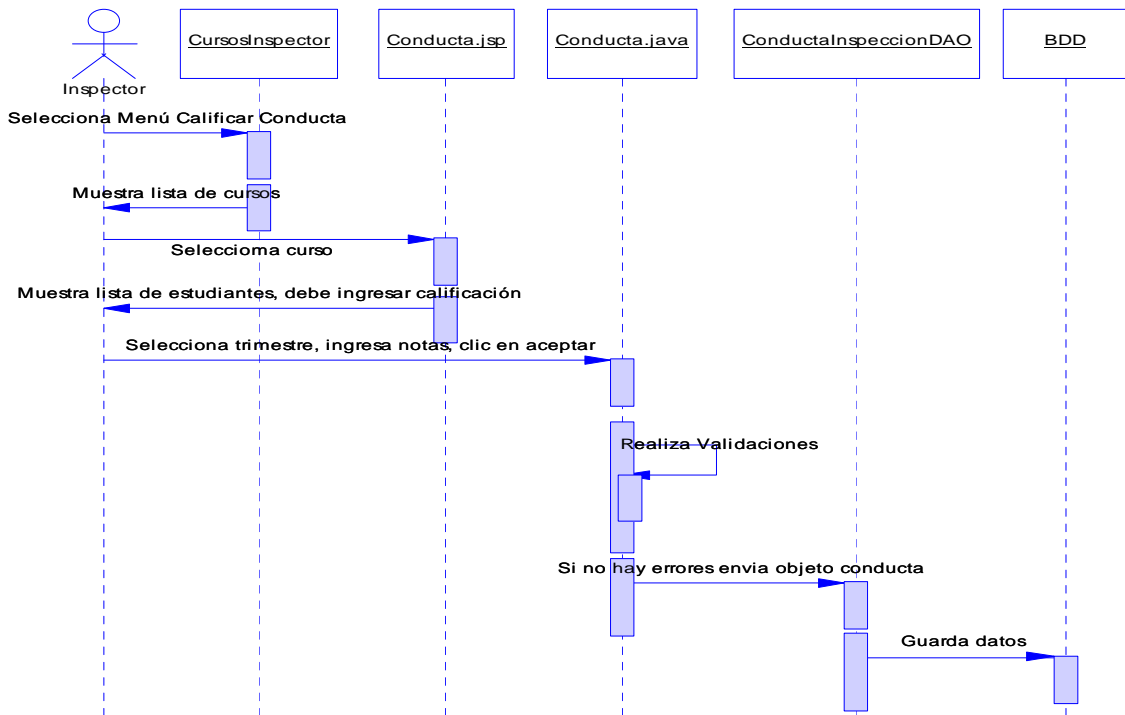 CursosInspector
Conducta.jsp
Conducta.java
ConductaInspeccionDAO
BDD
Inspector
Selecciona Menú Calificar Conducta
Muestra lista de cursos
Seleccioma curso
Muestra lista de estudiantes, debe ingresar calificación
Selecciona trimestre, ingresa notas, clic en aceptar
Realiza Validaciones
Si no hay errores envia objeto conducta
Guarda datos